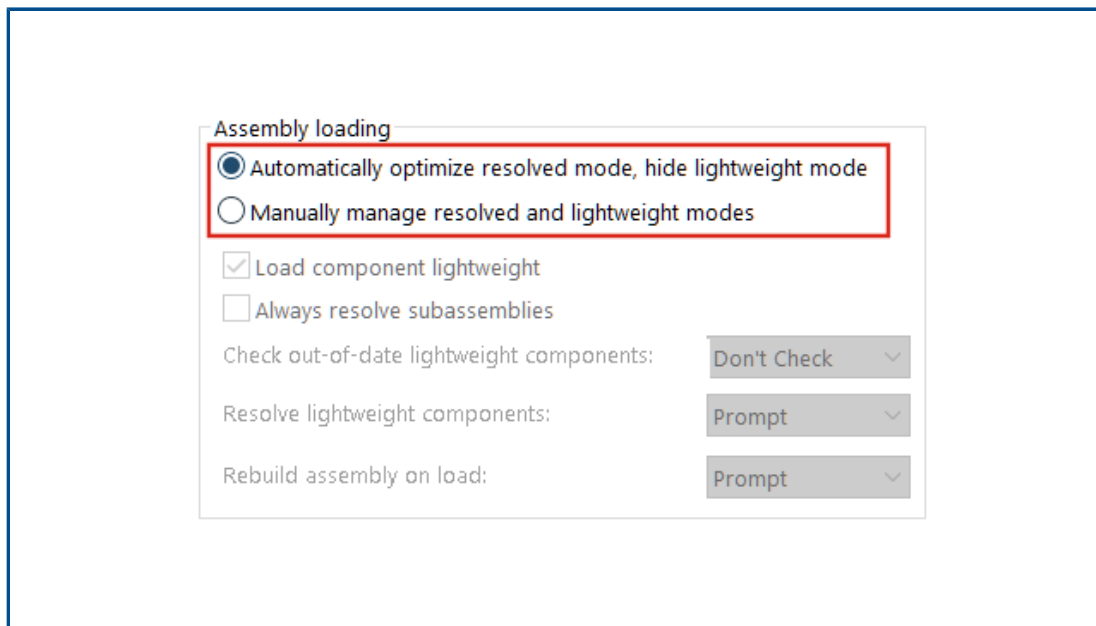 Assembly loading
Automatically optimize resolved mode, hide lightweight mode
Manually manage resolved and lightweight modes
Load component lightweight
Always resolve subassemblies
Check out-of-date lightweight components: Don't Check
Resolve lightweight components: Prompt
Rebuild assembly on load: Prompt